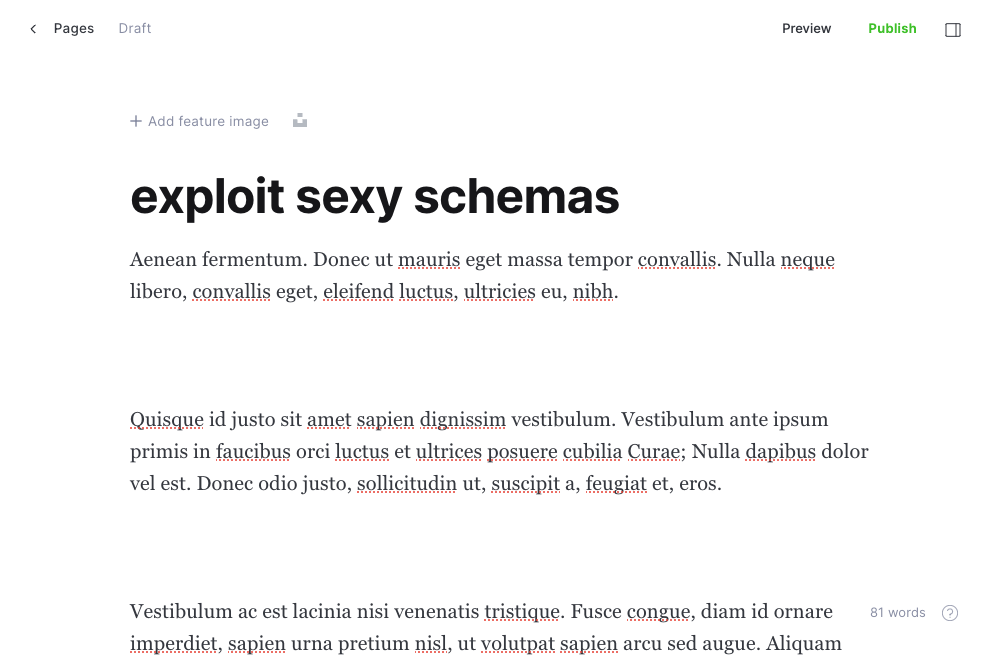 Pages Draft Preview Publish
Add feature image
exploit sexy schemas
Aenean fermentum. Donec ut mauris eget massa tempor convallis. Nulla neque
libero, convallis eget, eleifend luctus, ultricies eu, nibh.
Quisque id justo sit amet sapien dignissim vestibulum. Vestibulum ante ipsum
primis in faucibus orci luctus et ultrices posuere cubilia Curae; Nulla dapibus dolor
vel est. Donec odio justo, sollicitudin ut, suscipit a, feugiat et, eros.
Vestibulum ac est lacinia nisi venenatis tristique. Fusce congue, diam id ornare
imperdiet, sapien urna pretium nisl, ut volutpat sapien arcu sed augue. Aliquam
81 words ?